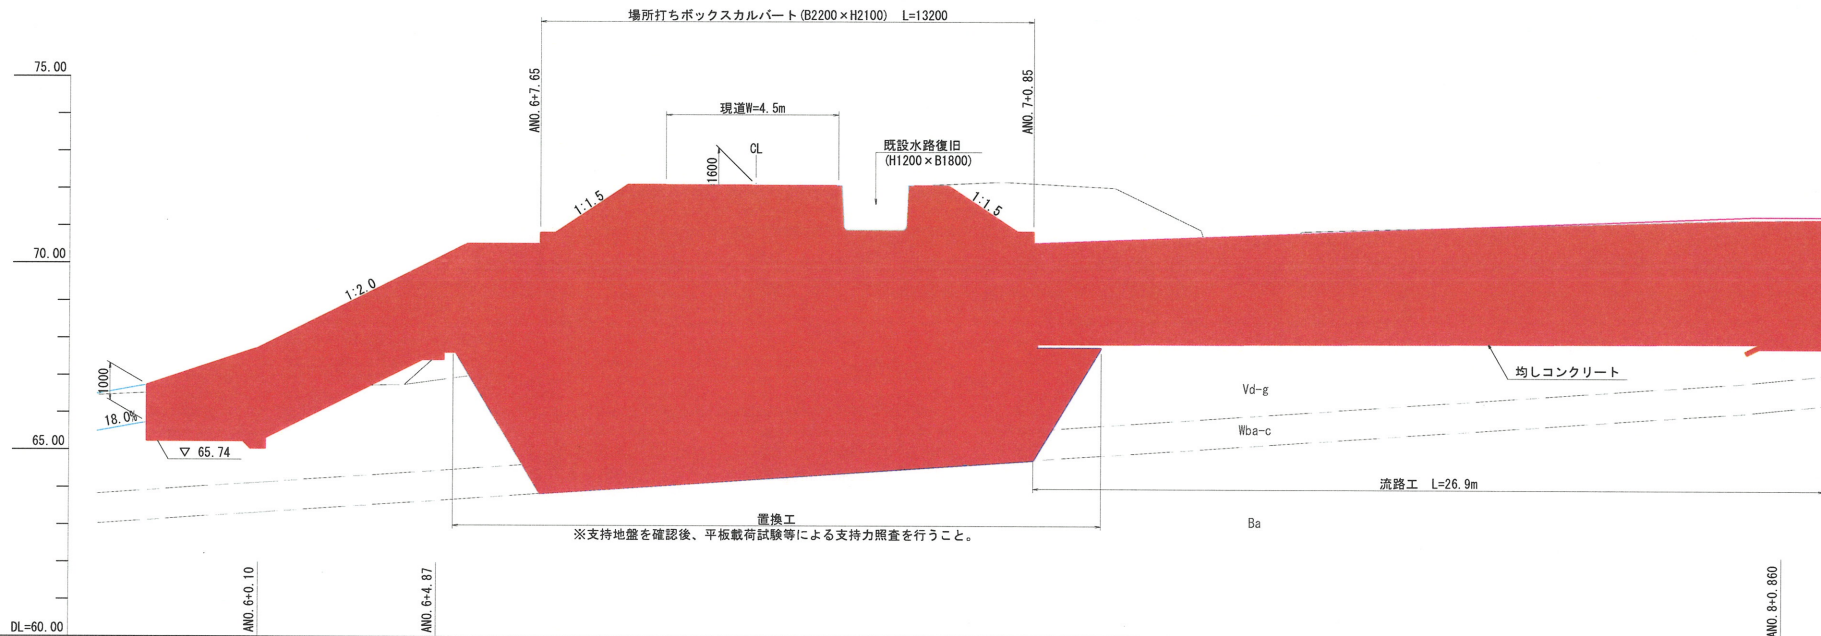 場所打ちボックスカルバート(B2200×H2100) L=13200
75.00
ANO.6+7.65
ANO.7+0.85
現道W=4.5m
CL
1600
既設水路復旧
(H1200×B1800)
1:1.5
1:1.5
70.00
1:2.0
1000
18.0%
均しコンクリート
Vd-g
Wba-c
65.00
▽ 65.74
流路工 L=26.9m
置換工
※支持地盤を確認後、平板載荷試験等による支持力照査を行うこと。
Ba
ANO.6+0.10
ANO.6+4.87
ANO.8+0.860
DL=60.00